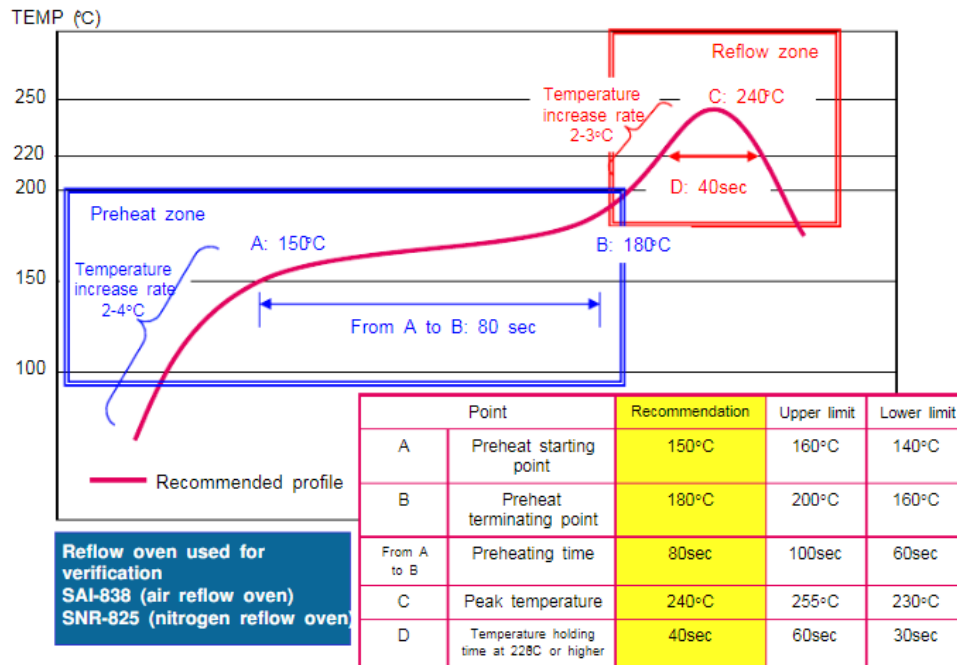 TEMP (℃)
250
220
200
150
100
Reflow zone
Temperature
increase rate
2-3°C
C: 240°C
D: 40sec
Preheat zone
A: 150°C
B: 180°C
Temperature
increase rate
2-4°C
From A to B: 80 sec
Recommended profile
Reflow oven used for
verification
SAI-838 (air reflow oven)
SNR-825 (nitrogen reflow oven)
Point Recommendation Upper limit Lower limit
A Preheat starting
point 150°C 160°C 140°C
B Preheat
terminating point 180°C 200°C 160°C
From A
to B Preheating time 80sec 100sec 60sec
C Peak temperature 240°C 255°C 230°C
D Temperature holding
time at or higher 40sec 60sec 30sec